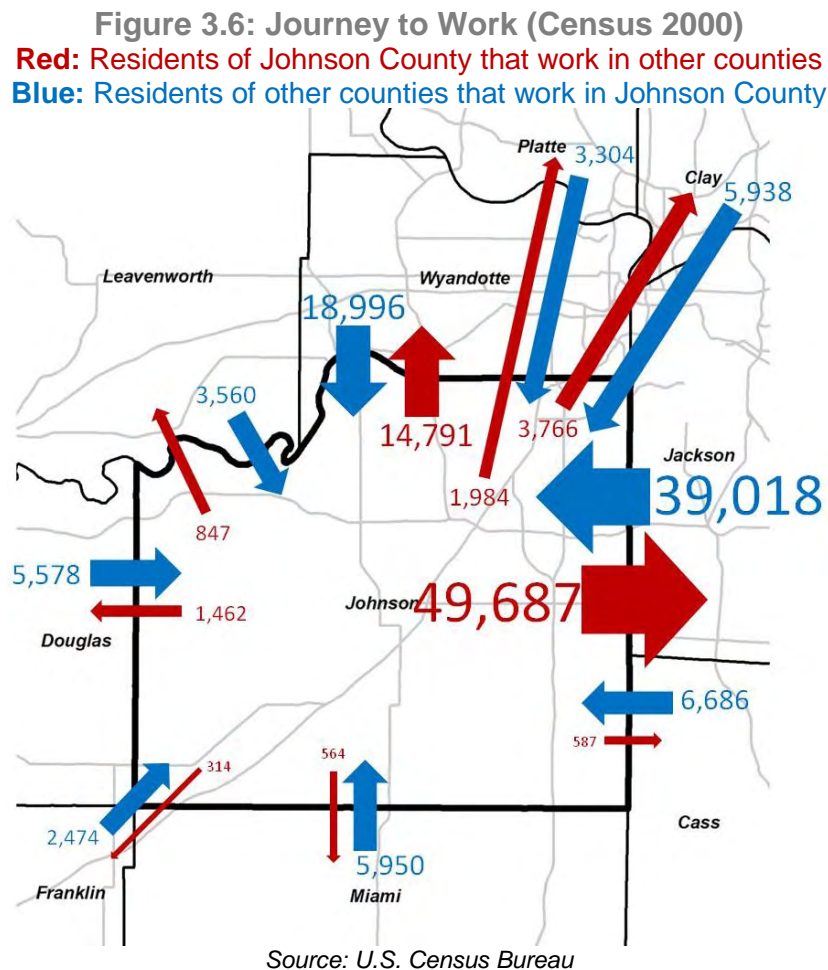 Figure 3.6: Journey to Work (Census 2000)
Red: Residents of Johnson County that work in other counties
Blue: Residents of other counties that work in Johnson County
Platte
3,304
Clay
5,938
Leavenworth
Wyandotte
18,996
3,560
14,791
3,766
Jackson
39,018
1,984
847
5,578
1,462
Johnson
49,687
Douglas
6,686
587
314
564
2,474
5,950
Cass
Franklin
Miami
Source: U.S. Census Bureau